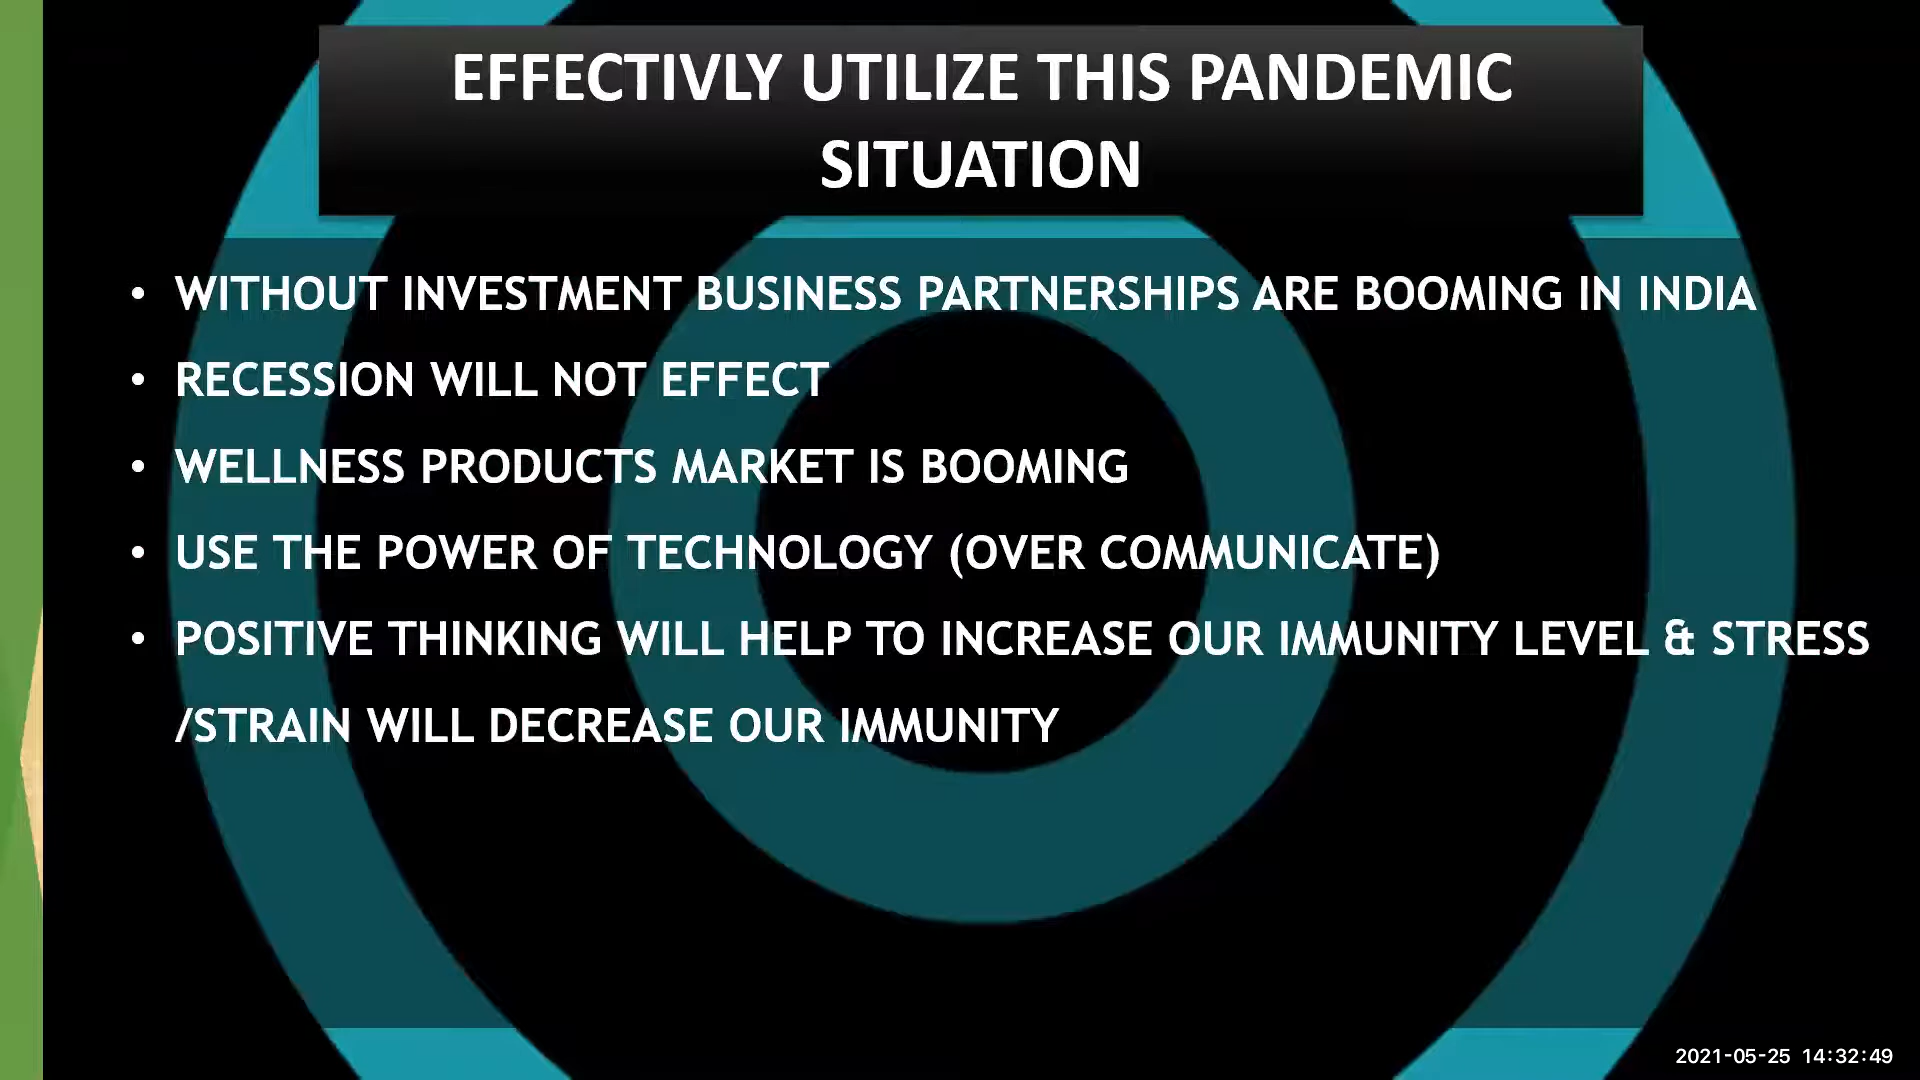 EFFECTIVLY UTILIZE THIS PANDEMIC
SITUATION
• WITHOUT INVESTMENT BUSINESS PARTNERSHIPS ARE BOOMING IN INDIA
• RECESSION WILL NOT EFFECT
• WELLNESS PRODUCTS MARKET IS BOOMING
• USE THE POWER OF TECHNOLOGY (OVER COMMUNICATE)
• POSITIVE THINKING WILL HELP TO INCREASE OUR IMMUNITY LEVEL & STRESS
/STRAIN WILL DECREASE OUR IMMUNITY
2021-05-25 14:32:49